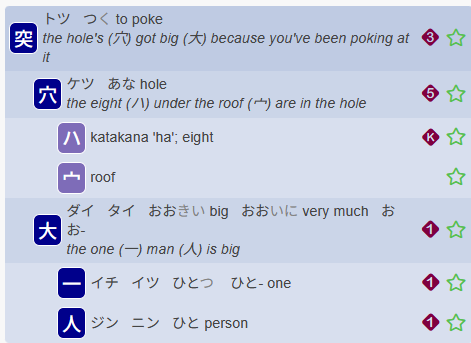 突 トツ つく to poke
the hole's (穴) got big (大) because you've been poking at
it
3
穴 ケツ あな hole
the eight (ハ) under the roof (宀) are in the hole
5
ハ katakana 'ha'; eight
K
宀 roof
大 ダイ タイ おおきい big おおいに very much お
お-
the one (一) man (人) is big
1
一 イチ イツ ひとつ ひと- one
1
人 ジン ニン ひと person
1